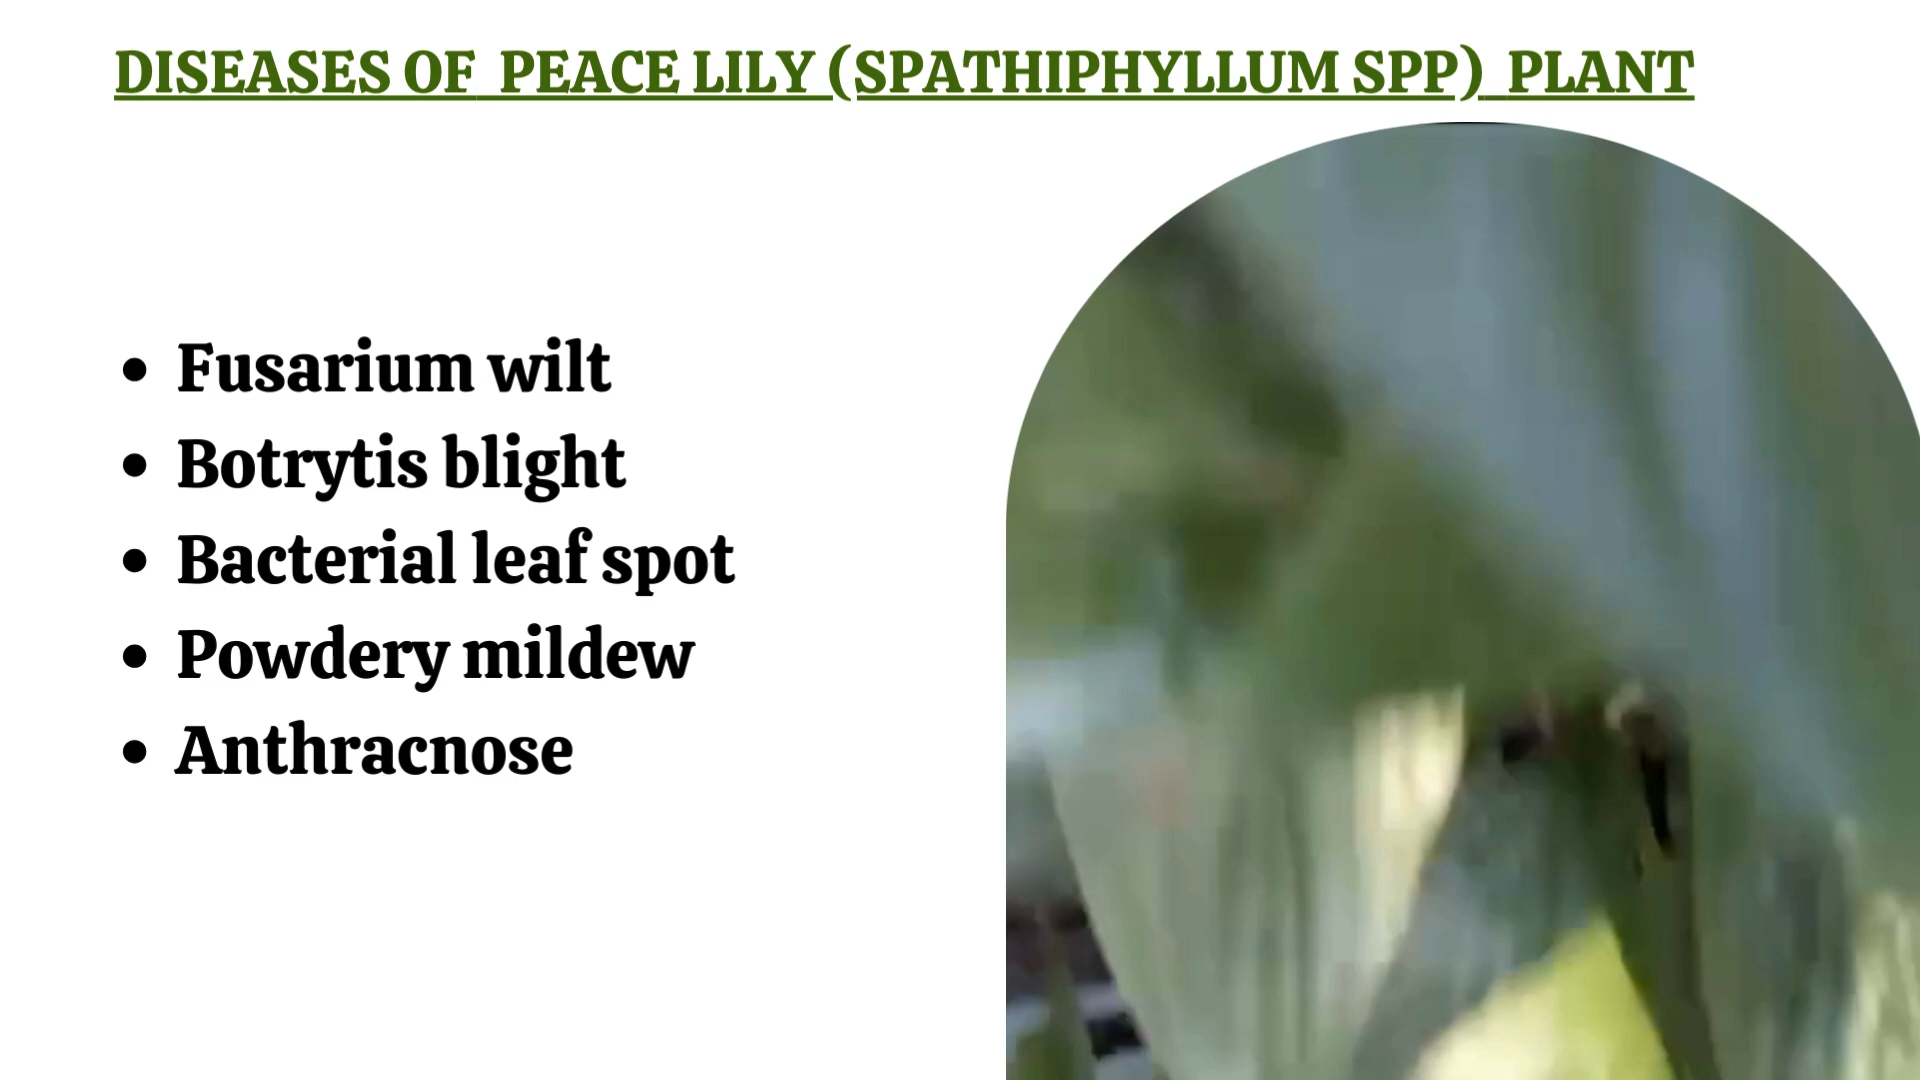 DISEASES OF PEACE LILY (SPATHIPHYLLUM SPP) PLANT
• Fusarium wilt
• Botrytis blight
• Bacterial leaf spot
• Powdery mildew
• Anthracnose